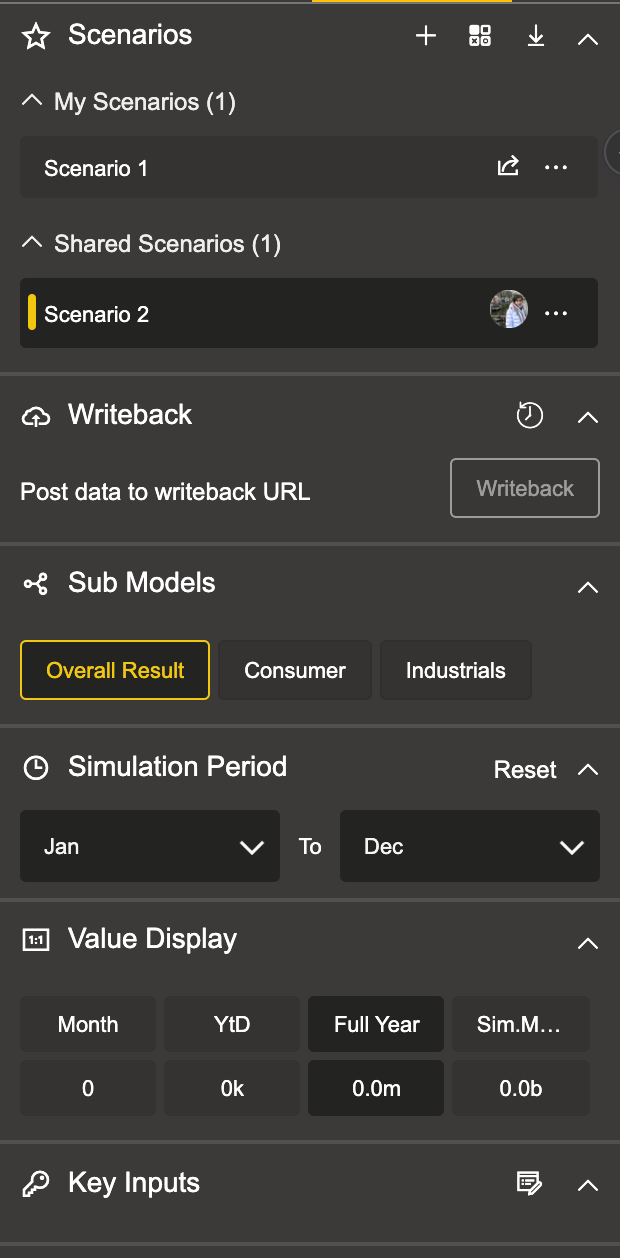 Scenarios
My Scenarios (1)
Scenario 1
Shared Scenarios (1)
Scenario 2
Writeback
Post data to writeback URL
Writeback
Sub Models
Overall Result
Consumer
Industrials
Simulation Period
Reset
Jan
To
Dec
1:1
Value Display
Month
YtD
Full Year
Sim.M...
0
0k
0.0m
0.0b
Key Inputs